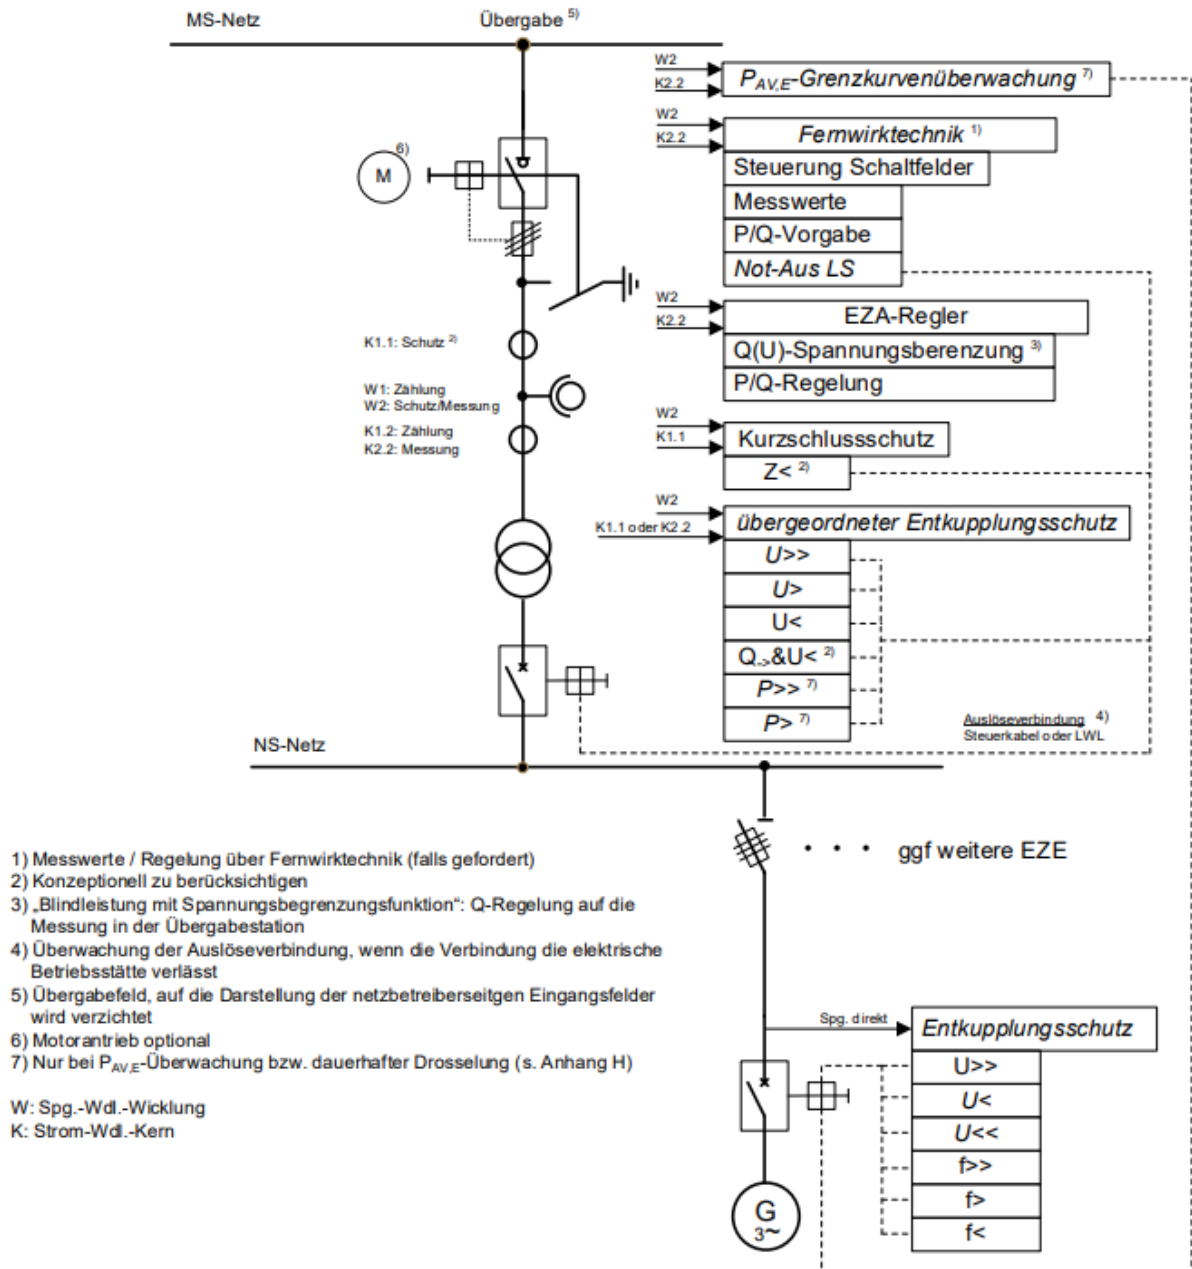 MS-Netz
Übergabe 5)
W2
K2.2
P_AV,E-Grenzkurvenüberwachung 7)
W2
K2.2
Fernwirktechnik 1)
Steuerung Schaltfelder
Messwerte
P/Q-Vorgabe
Not-Aus LS
6)
M
W2
K2.2
EZA-Regler
Q(U)-Spannungsberenzung 3)
P/Q-Regelung
K1.1: Schutz 2)
W1: Zählung
W2: Schutz/Messung
K1.2: Zählung
K2.2: Messung
W2
K1.1
Kurzschlussschutz
Z< 2)
W2
K1.1 oder K2.2
übergeordneter Entkupplungsschutz
U>>
U>
U<
Q->&U< 2)
P>> 7)
P> 7)
Auslöseverbindung 4)
Steuerkabel oder LWL
NS-Netz
ggf weitere EZE
1) Messwerte / Regelung über Fernwirktechnik (falls gefordert)
2) Konzeptionell zu berücksichtigen
3) „Blindleistung mit Spannungsbegrenzungsfunktion“: Q-Regelung auf die
Messung in der Übergabestation
4) Überwachung der Auslöseverbindung, wenn die Verbindung die elektrische
Betriebsstätte verlässt
5) Übergabefeld, auf die Darstellung der netzbetreiberseitgen Eingangsfelder
wird verzichtet
6) Motorantrieb optional
7) Nur bei P_AV,E-Überwachung bzw. dauerhafter Drosselung (s. Anhang H)
W: Spg.-Wdl.-Wicklung
K: Strom-Wdl.-Kern
Spg. direkt
Entkupplungsschutz
U>>
U<
U<<
f>>
f>
f<
G
3~